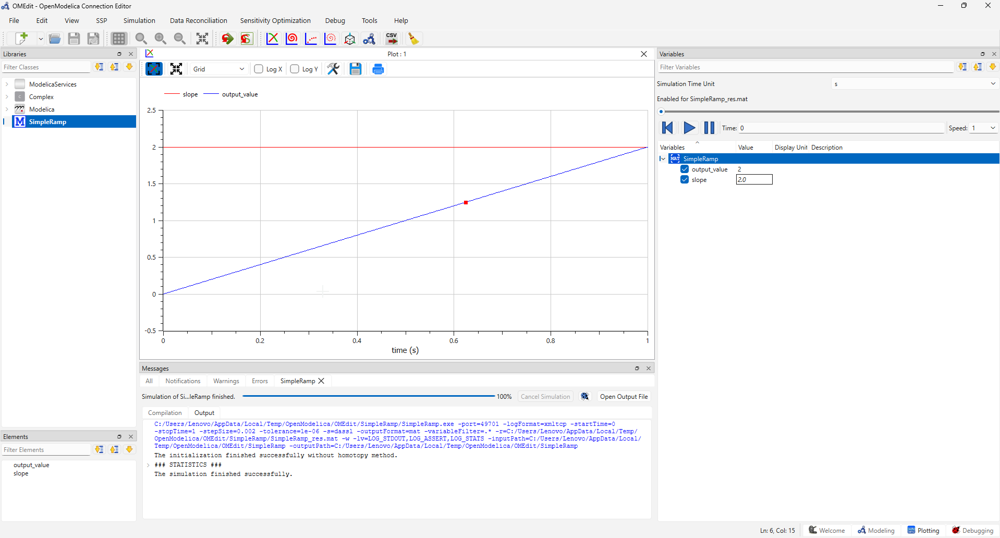 OMEdit - OpenModelica Connection Editor
File Edit View SSP Simulation Data Reconciliation Sensitivity Optimization Debug Tools Help
CSV
Libraries
Filter Classes
ModelicaServices
C Complex
Modelica
M SimpleRamp
Plot : 1
Grid Log X Log Y
slope output_value
2.5
2
1.5
1
0.5
0
-0.5
0 0.2 0.4 0.6 0.8 1
time (s)
Messages
All Notifications Warnings Errors SimpleRamp
Simulation of Si...leRamp finished. 100% Cancel Simulation Open Output File
Compilation Output
C:/Users/Lenovo/AppData/Local/Temp/OpenModelica/OMEdit/SimpleRamp/SimpleRamp.exe -port=49701 -logFormat=xmltcp -startTime=0
-stopTime=1 -stepSize=0.002 -tolerance=1e-06 -s=dassl -outputFormat=mat -variableFilter=.* -r=C:/Users/Lenovo/AppData/Local/Temp/
OpenModelica/OMEdit/SimpleRamp/SimpleRamp_res.mat -w -lv=LOG_STDOUT,LOG_ASSERT,LOG_STATS -inputPath=C:/Users/Lenovo/AppData/Local/
Temp/OpenModelica/OMEdit/SimpleRamp -outputPath=C:/Users/Lenovo/AppData/Local/Temp/OpenModelica/OMEdit/SimpleRamp
The initialization finished successfully without homotopy method.
### STATISTICS ###
The simulation finished successfully.
Elements
Filter Elements
output_value
slope
Variables
Filter Variables
Simulation Time Unit s
Enabled for SimpleRamp_res.mat
Time: 0 Speed: 1
Variables Value Display Unit Description
MAT SimpleRamp
output_value 2
slope 2.0
Ln: 6, Col: 15 Welcome Modeling Plotting Debugging